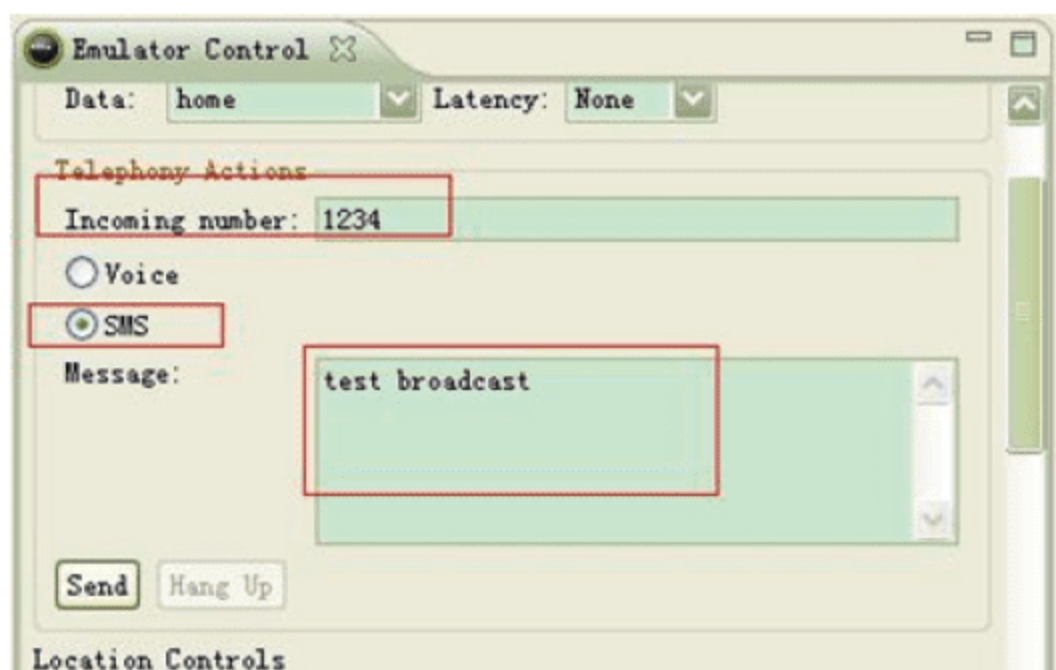 Emulator Control
Data: home Latency: None
Telephony Actions
Incoming number: 1234
Voice
SMS
Message: test broadcast
Send Hang Up
Location Controls